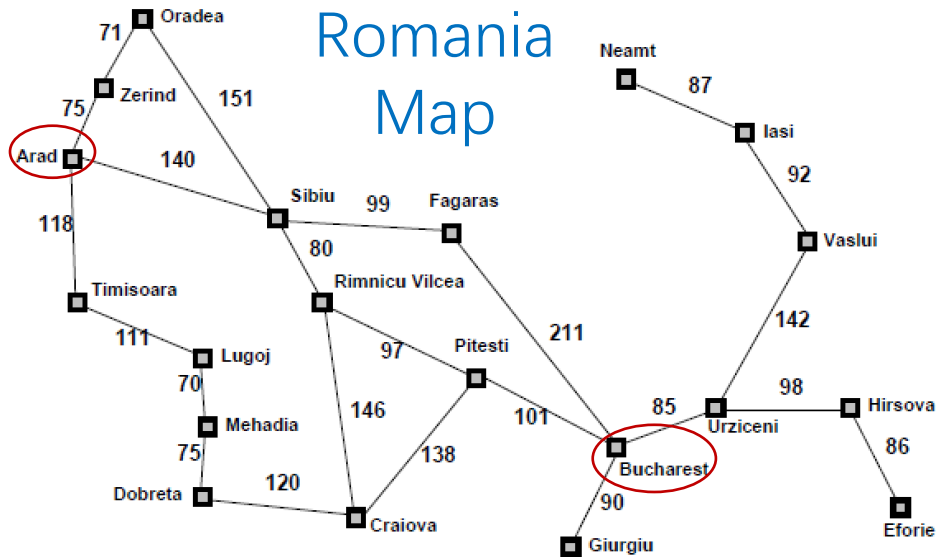 Romania
Map
Oradea
71
Neamt
87
Zerind
151
75
Iasi
Arad
140
92
Sibiu
99
Fagaras
118
80
Vaslui
Timisoara
Rimnicu Vilcea
142
111
Lugoj
97
Pitesti
211
70
98
Hirsova
146
101
85
Urziceni
Mehadia
75
138
86
Bucharest
Dobreta
120
90
Craiova
Eforie
Giurgiu